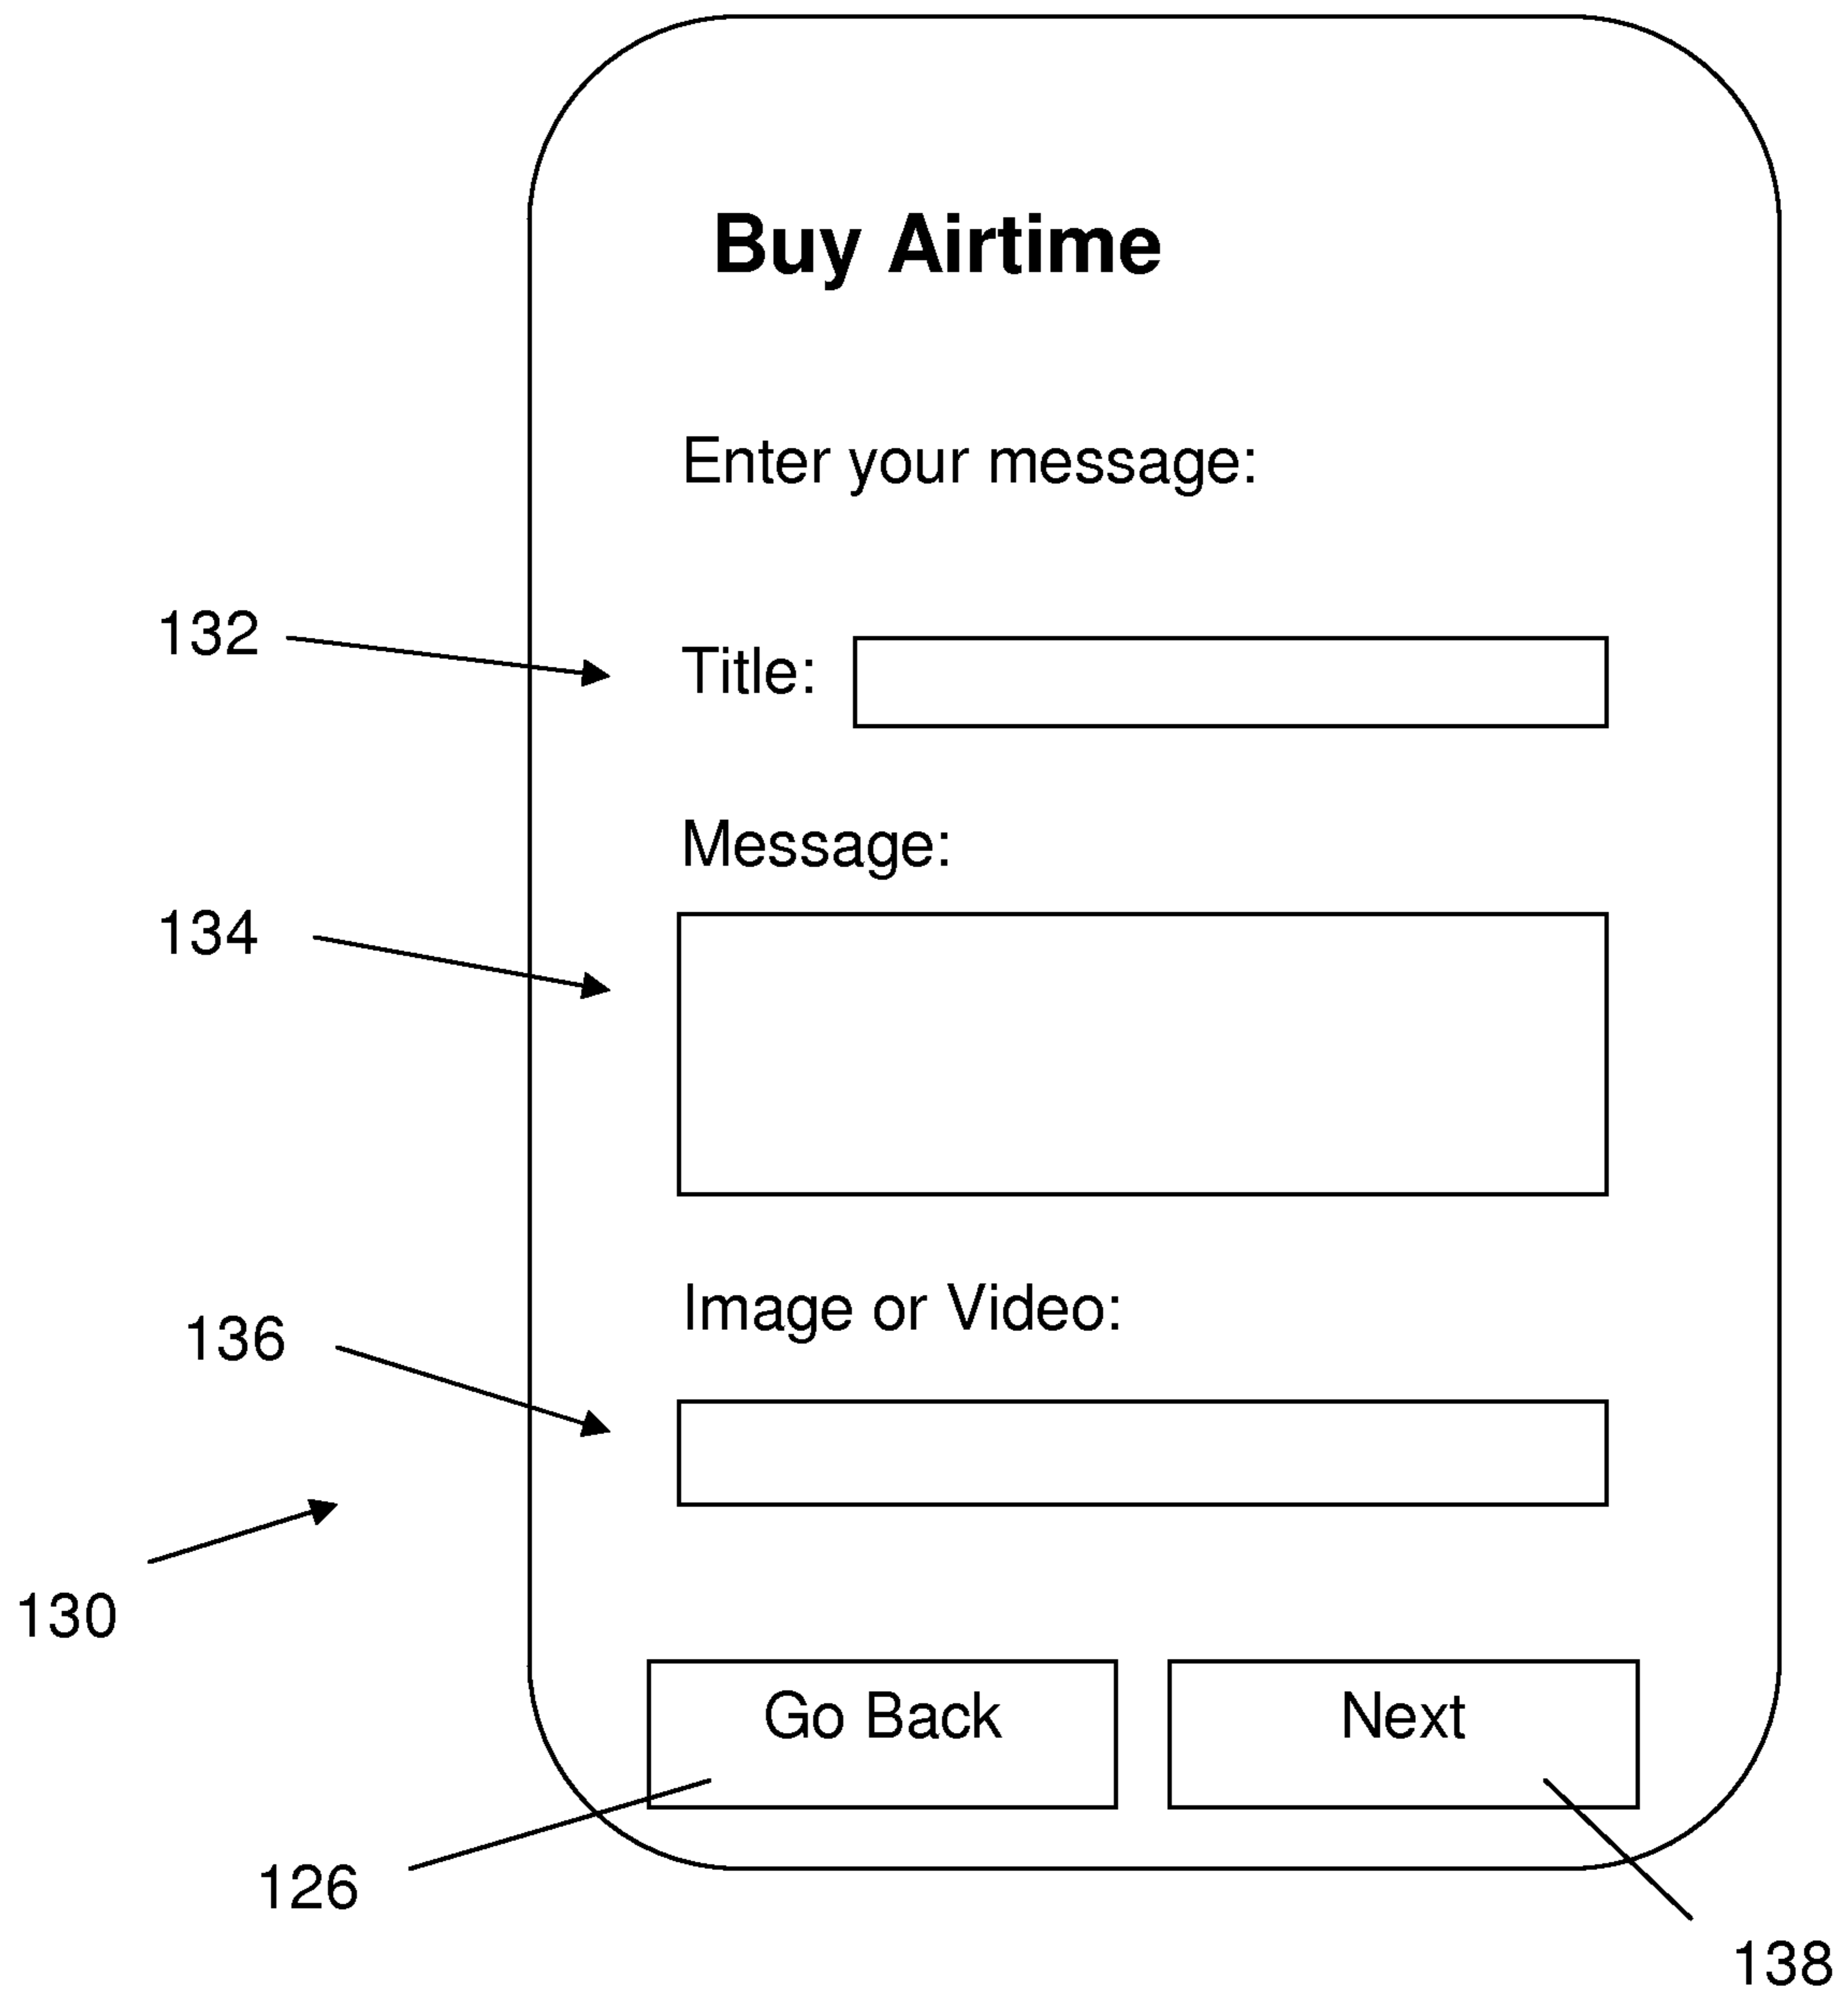 Buy Airtime
Enter your message:
132
Title:
Message:
134
Image or Video:
136
130
Go Back
Next
126
138